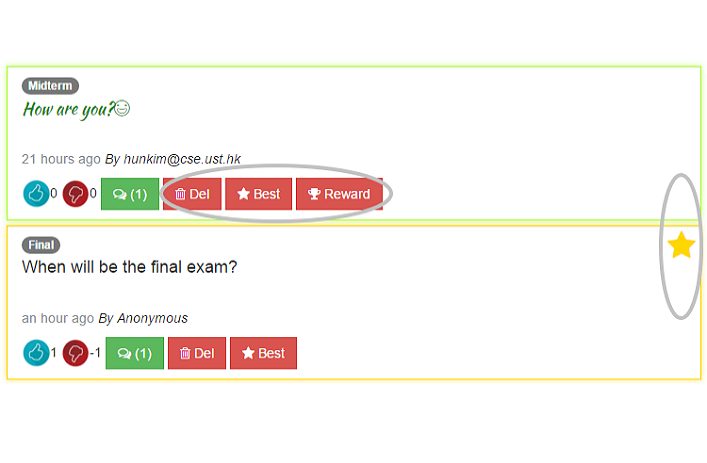 Midterm
How are you?😄
21 hours ago By hunkim@cse.ust.hk
0 0 (1) Del Best Reward
Final
When will be the final exam?
an hour ago By Anonymous
1 -1 (1) Del Best